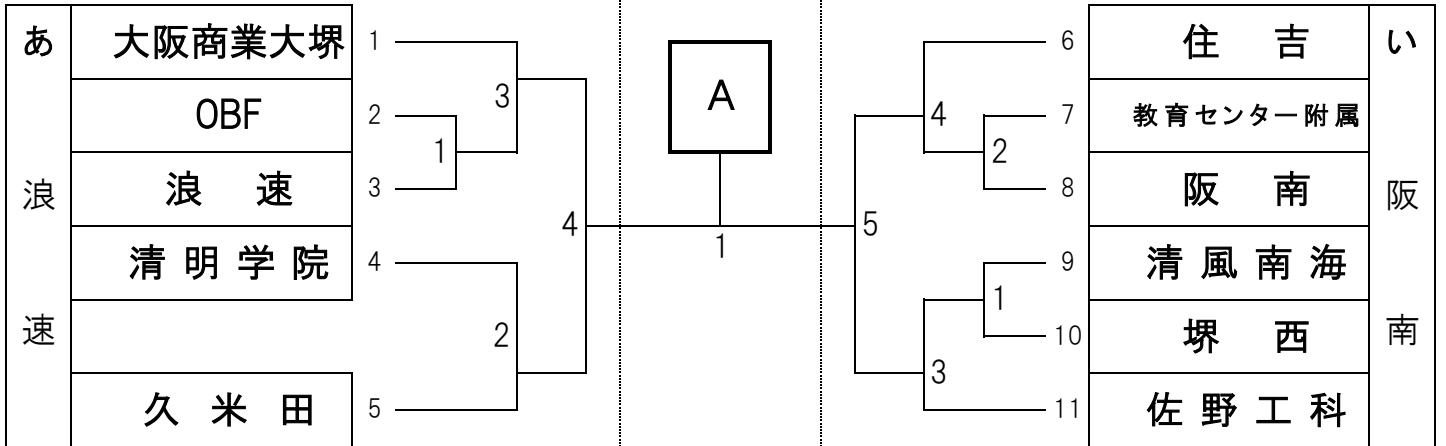 あ 浪 速
大阪商業大堺 1
OBF 2
浪 速 3
清 明 学 院 4
久 米 田 5
3
1
4
2
A
1
5
4
2
1
3
6 住 吉
7 教育センター附属
8 阪 南
9 清 風 南 海
10 堺 西
11 佐 野 工 科
い 阪 南